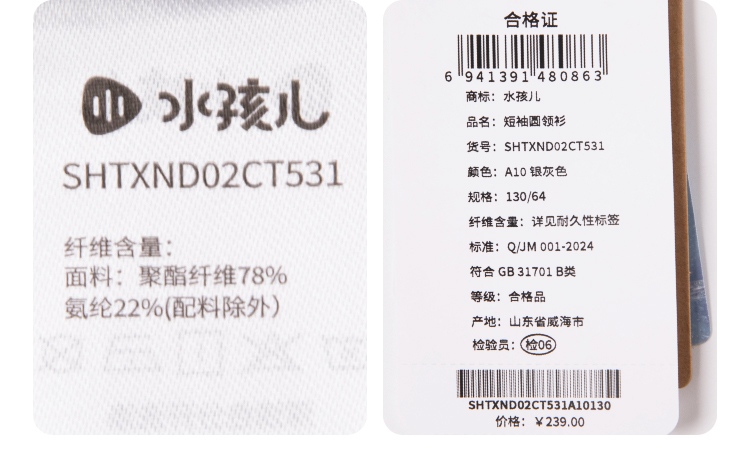 水孩儿
SHTXND02CT531
纤维含量：
面料：聚酯纤维78%
氨纶22%(配料除外)
合格证
6 941391 480863
商标：水孩儿
品名：短袖圆领衫
货号：SHTXND02CT531
颜色：A10 银灰色
规格：130/64
纤维含量：详见耐久性标签
标准：Q/JM 001-2024
符合 GB 31701 B类
等级：合格品
产地：山东省威海市
检验员：检06
SHTXND02CT531A10130
价格：￥239.00